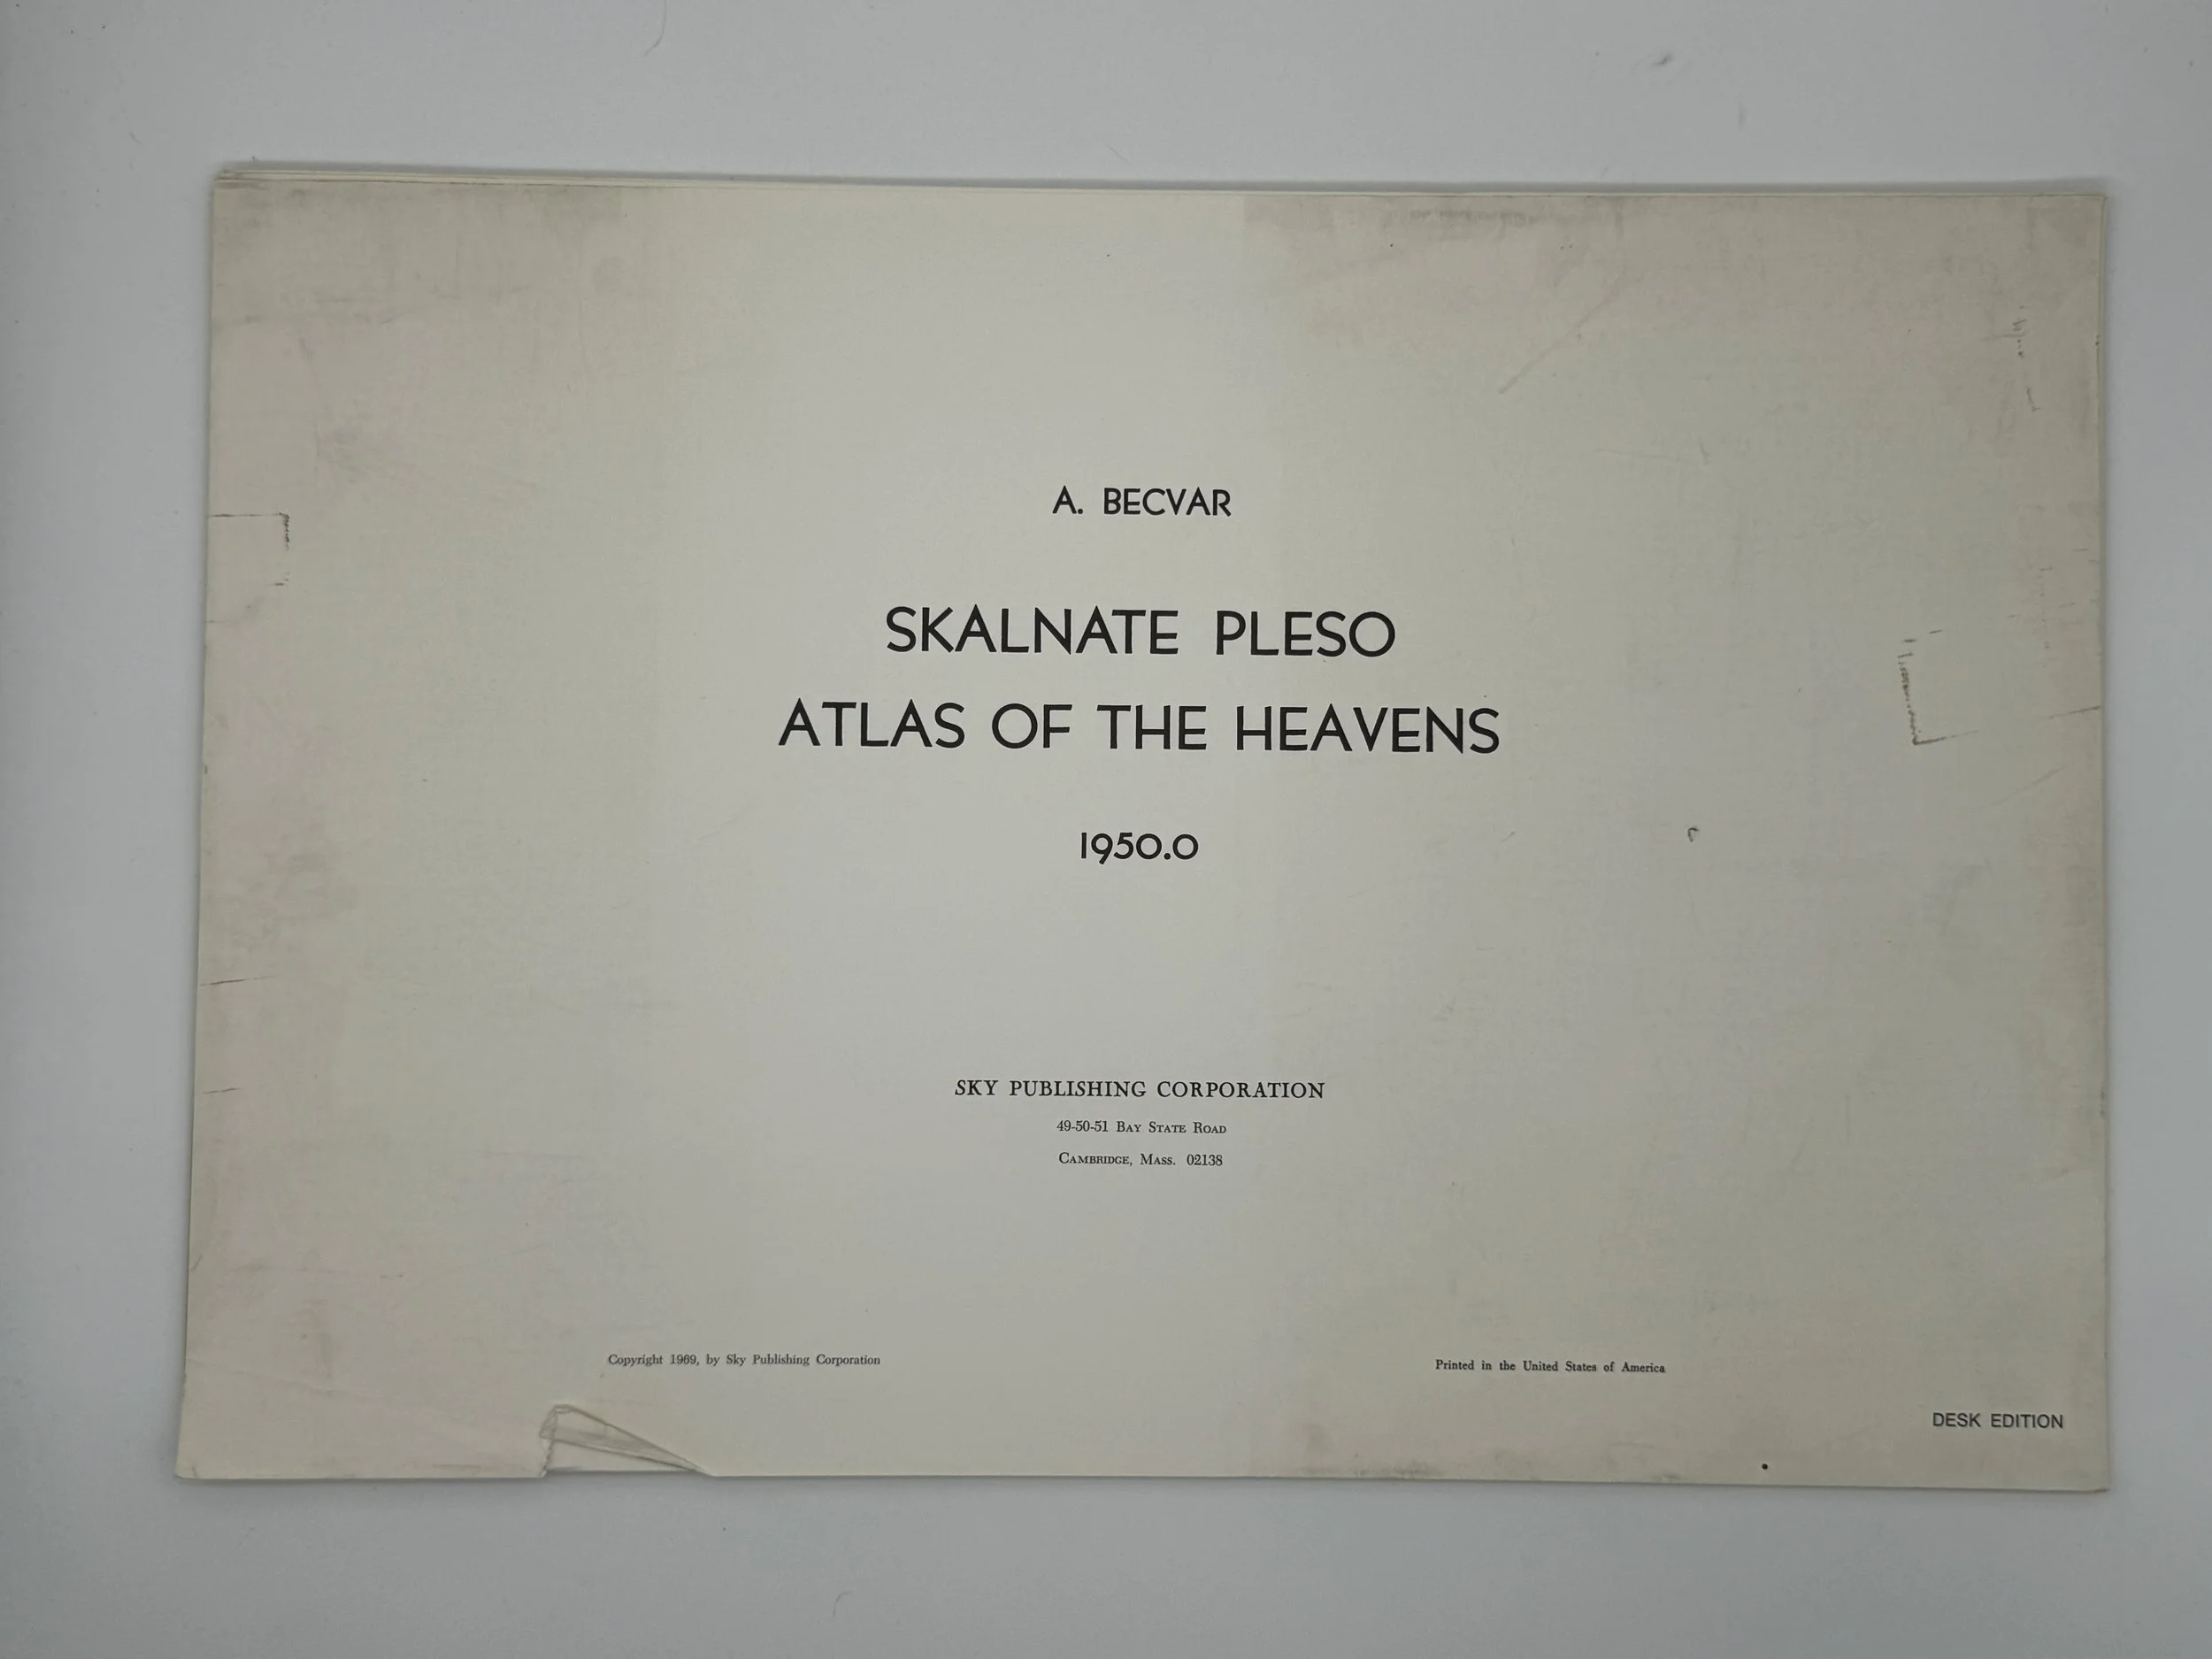 A. BECVAR
SKALNATE PLESO
ATLAS OF THE HEAVENS
1950.0
SKY PUBLISHING CORPORATION
49-50-51 BAY STATE ROAD
CAMBRIDGE, MASS. 02138
Copyright 1969, by Sky Publishing Corporation
Printed in the United States of America
DESK EDITION